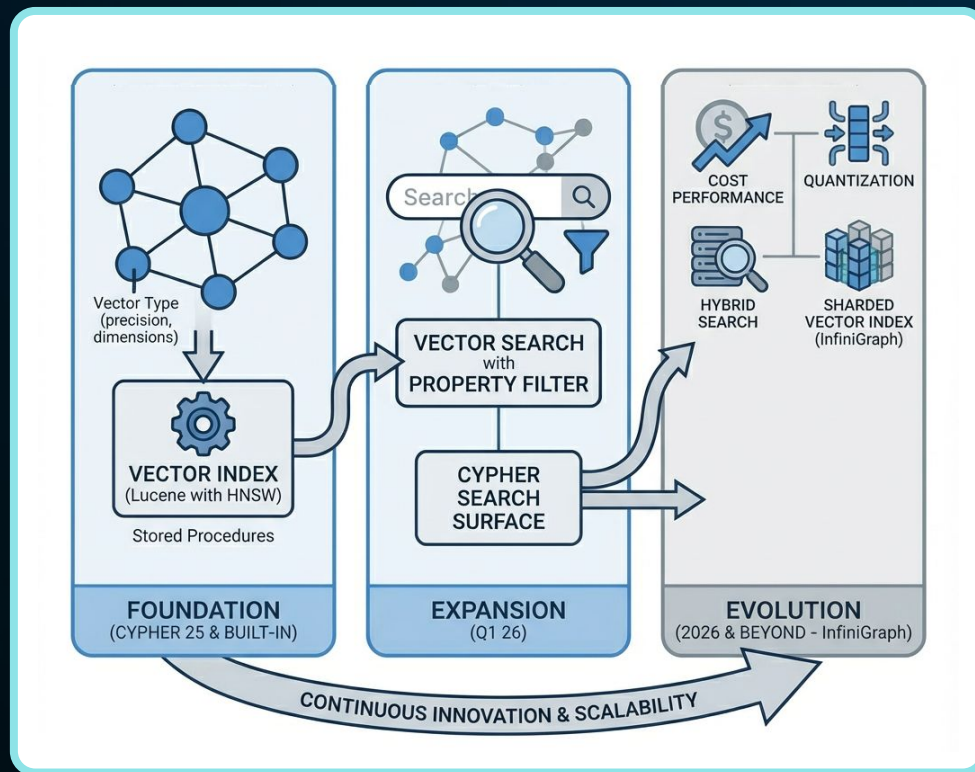 Vector Type
(precision,
dimensions)
VECTOR INDEX
(Lucene with HNSW)
Stored Procedures
FOUNDATION
(CYPHER 25 & BUILT-IN)
Search
VECTOR SEARCH
with
PROPERTY FILTER
CYPHER
SEARCH
SURFACE
EXPANSION
(Q1 26)
$
COST
PERFORMANCE
QUANTIZATION
HYBRID
SEARCH
SHARDED
VECTOR INDEX
(InfiniGraph)
EVOLUTION
(2026 & BEYOND - InfiniGraph)
CONTINUOUS INNOVATION & SCALABILITY